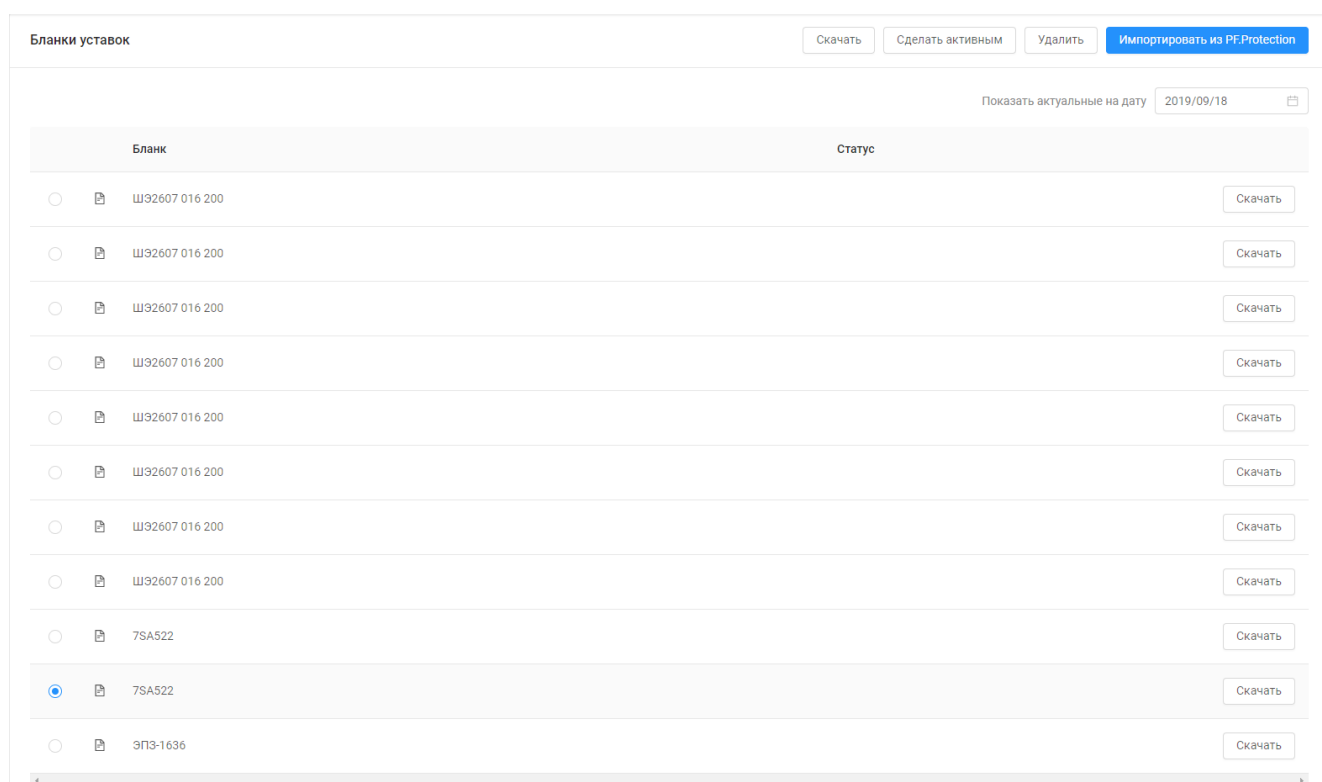 Бланки уставок Скачать Сделать активным Удалить Импортировать из PF.Protection
Показать актуальные на дату 2019/09/18
Бланк Статус
ШЭ2607 016 200 Скачать
ШЭ2607 016 200 Скачать
ШЭ2607 016 200 Скачать
ШЭ2607 016 200 Скачать
ШЭ2607 016 200 Скачать
ШЭ2607 016 200 Скачать
ШЭ2607 016 200 Скачать
ШЭ2607 016 200 Скачать
7SA522 Скачать
7SA522 Скачать
ЭПЗ-1636 Скачать